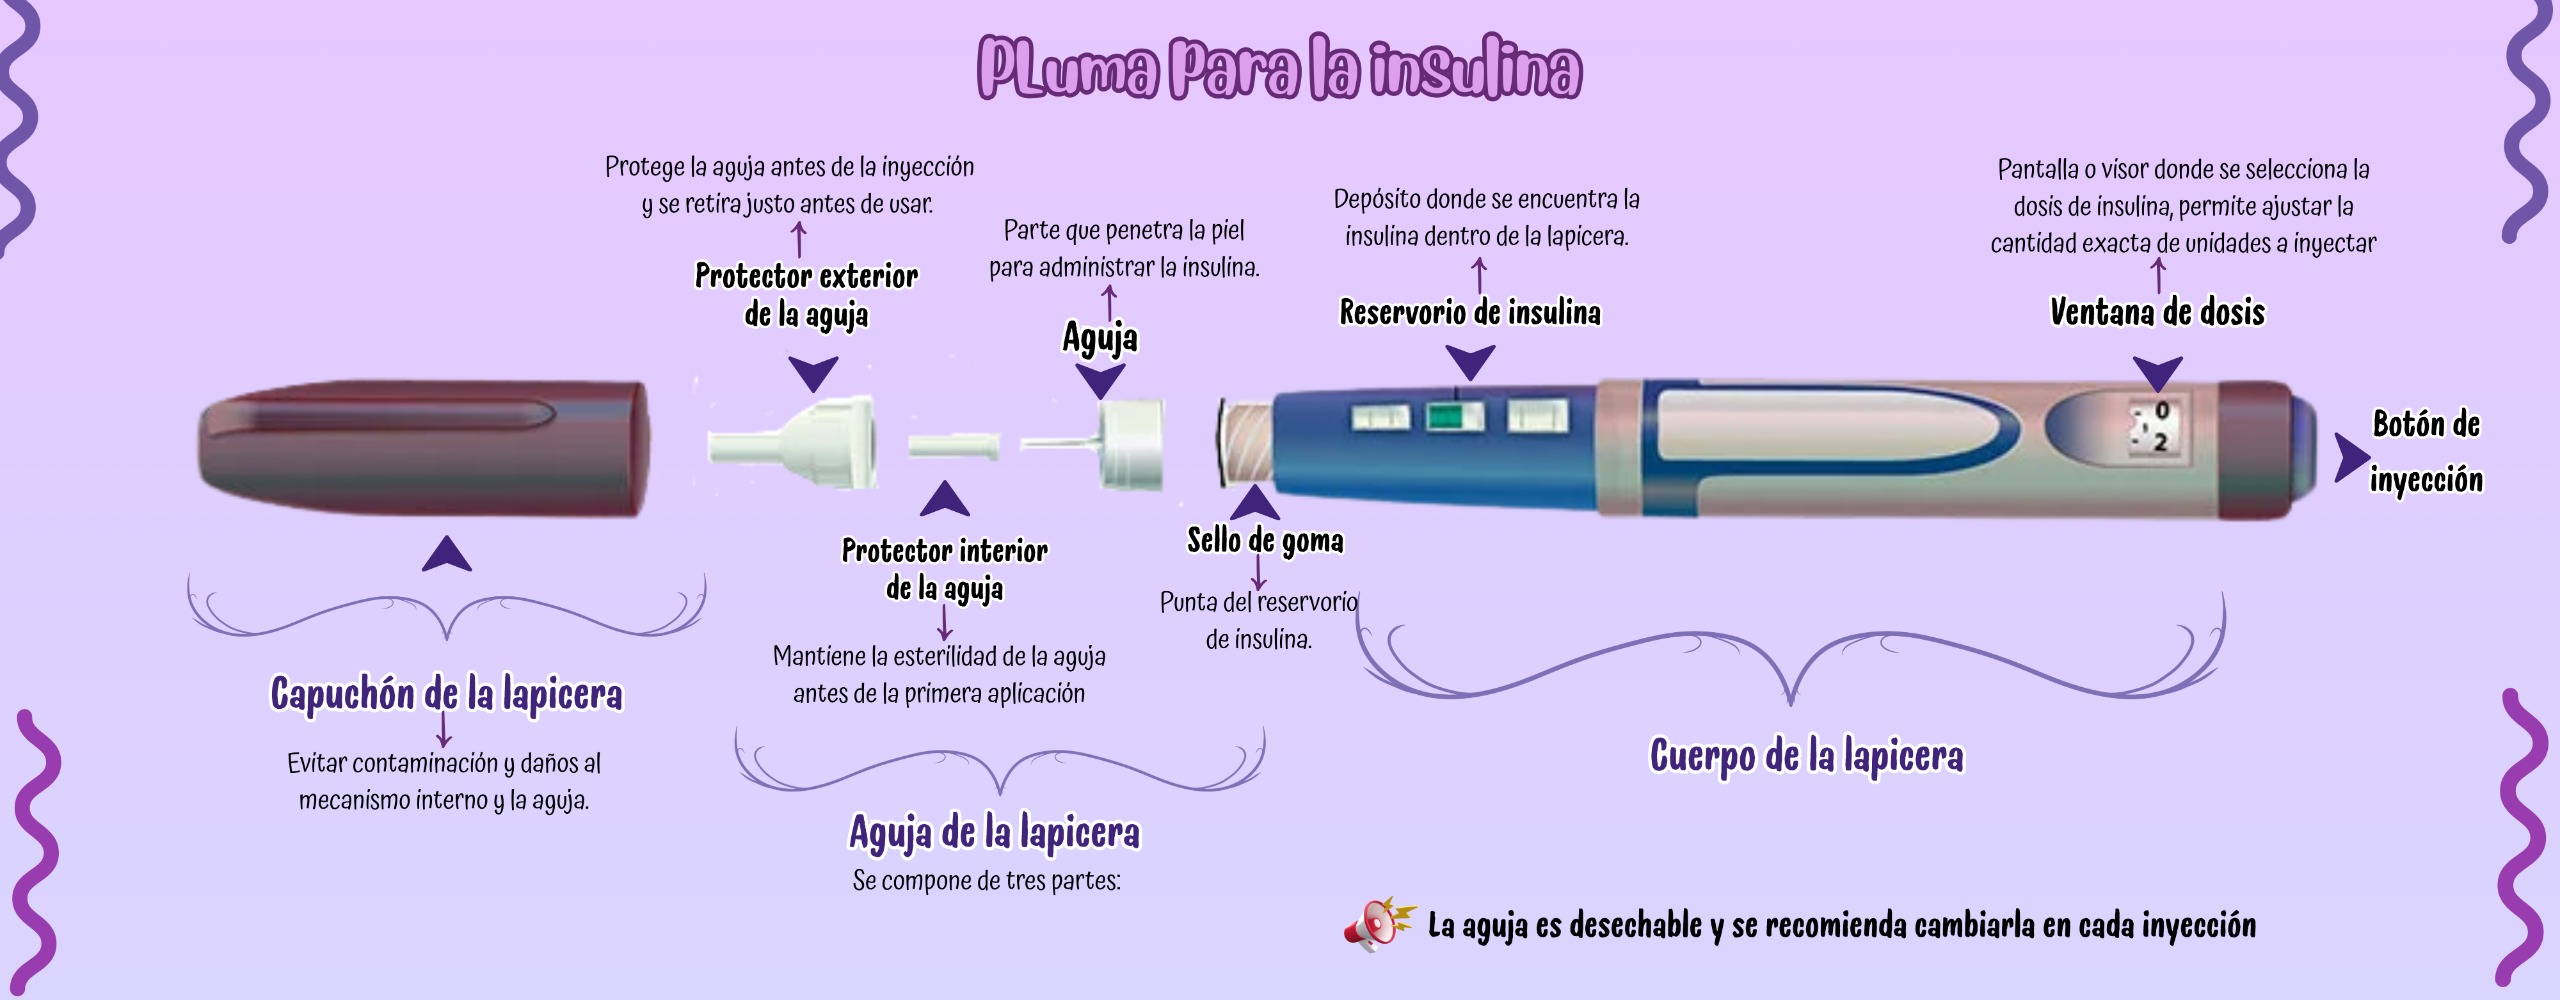 PLuma Para la insulina
Protege la aguja antes de la inyección
y se retira justo antes de usar.
Protector exterior
de la aguja
Parte que penetra la piel
para administrar la insulina.
Aguja
Depósito donde se encuentra la
insulina dentro de la lapicera.
Reservorio de insulina
Pantalla o visor donde se selecciona la
dosis de insulina, permite ajustar la
cantidad exacta de unidades a inyectar
Ventana de dosis
0
2
Botón de
inyección
Capuchón de la lapicera
Evitar contaminación y daños al
mecanismo interno y la aguja.
Protector interior
de la aguja
Mantiene la esterilidad de la aguja
antes de la primera aplicación
Sello de goma
Punta del reservorio
de insulina.
Aguja de la lapicera
Se compone de tres partes:
Cuerpo de la lapicera
La aguja es desechable y se recomienda cambiarla en cada inyección